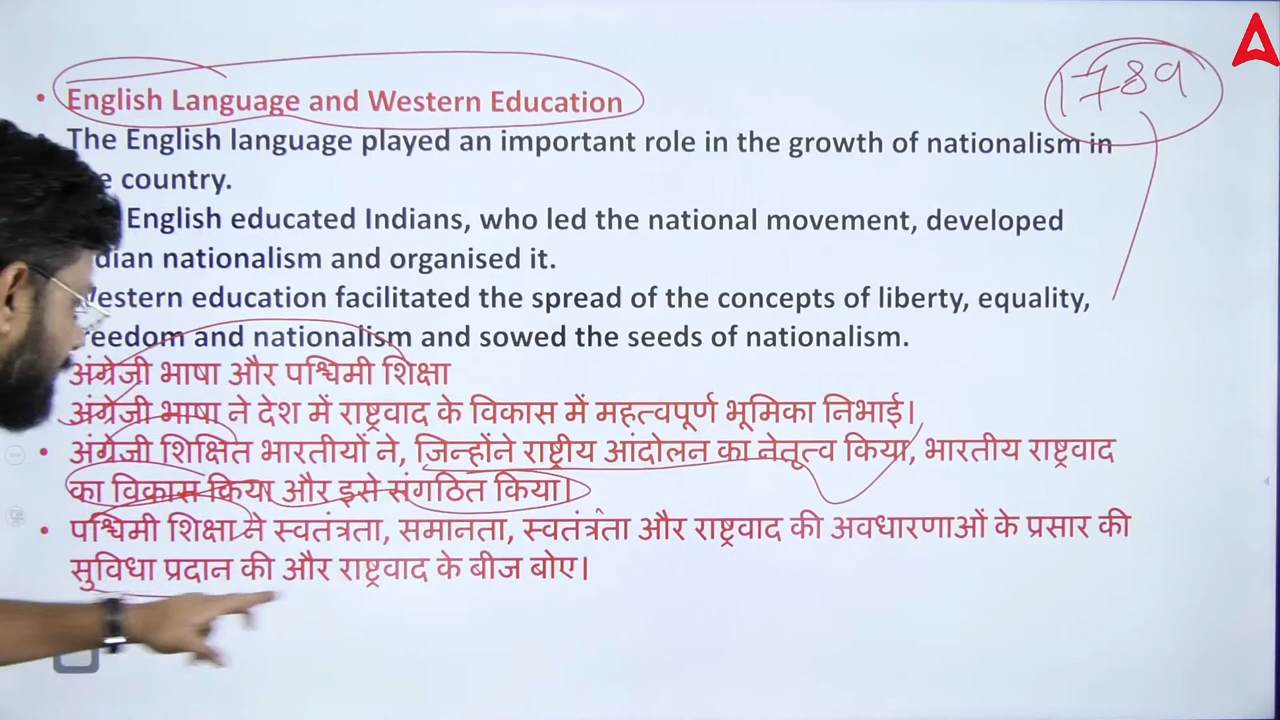 • English Language and Western Education
1789
The English language played an important role in the growth of nationalism in
country.
English educated Indians, who led the national movement, developed
nationalism and organised it.
Western education facilitated the spread of the concepts of liberty, equality,
freedom and nationalism and sowed the seeds of nationalism.
अंग्रेजी भाषा और पश्चिमी शिक्षा
अंग्रेजी भाषा ने देश में राष्ट्रवाद के विकास में महत्वपूर्ण भूमिका निभाई।
• अंग्रेजी शिक्षित भारतीयों ने, जिन्होंने राष्ट्रीय आंदोलन का नेतृत्व किया, भारतीय राष्ट्रवाद
का विकास किया और इसे संगठित किया।
• पश्चिमी शिक्षा ने स्वतंत्रता, समानता, स्वतंत्रता और राष्ट्रवाद की अवधारणाओं के प्रसार की
सुविधा प्रदान की और राष्ट्रवाद के बीज बोए।